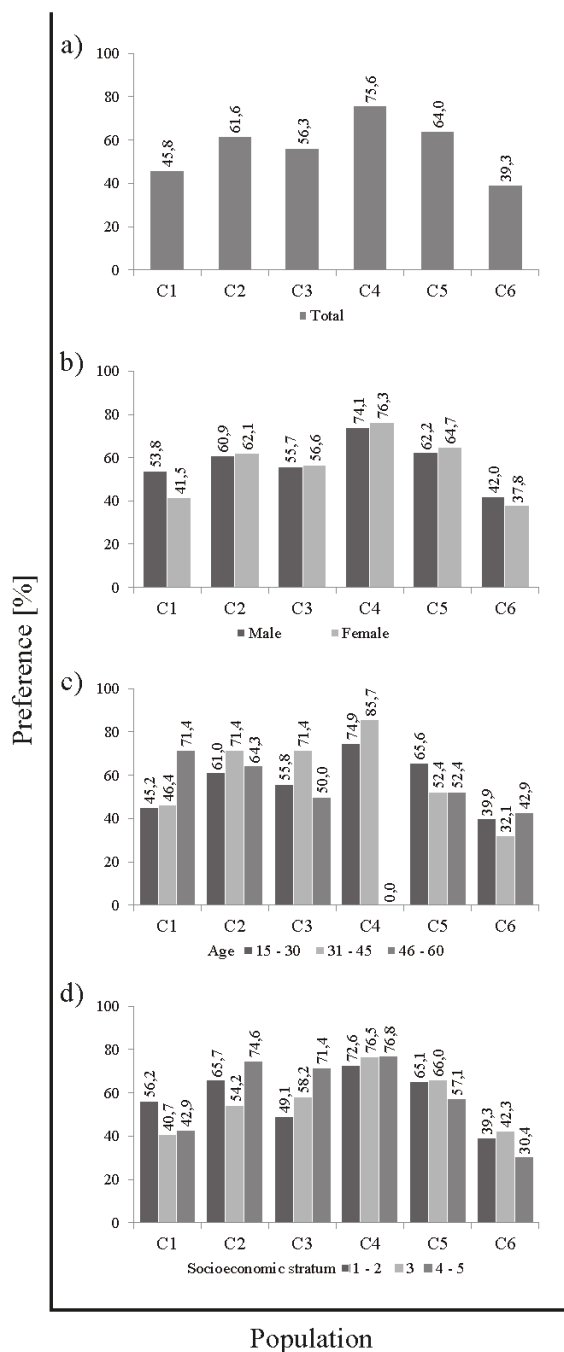 Preference [%]
a)
100
80
60
40
20
0
45,8
61,6
56,3
75,6
64,0
39,3
C1 C2 C3 C4 C5 C6
Total
b)
100
80
60
40
20
0
53,8 41,5
60,9 62,1
55,7 56,6
74,1 76,3
62,2 64,7
42,0 37,8
C1 C2 C3 C4 C5 C6
Male Female
c)
100
80
60
40
20
0
45,2 46,4 71,4
61,0 71,4 64,3
55,8 71,4 50,0
74,9 85,7 0,0
65,6 52,4 52,4
39,9 32,1 42,9
C1 C2 C3 C4 C5 C6
Age 15 - 30 31 - 45 46 - 60
d)
100
80
60
40
20
0
56,2 40,7 42,9
65,7 54,2 74,6
49,1 58,2 71,4
72,6 76,5 76,8
65,1 66,0 57,1
39,3 42,3 30,4
C1 C2 C3 C4 C5 C6
Socioeconomic stratum 1 - 2 3 4 - 5
Population